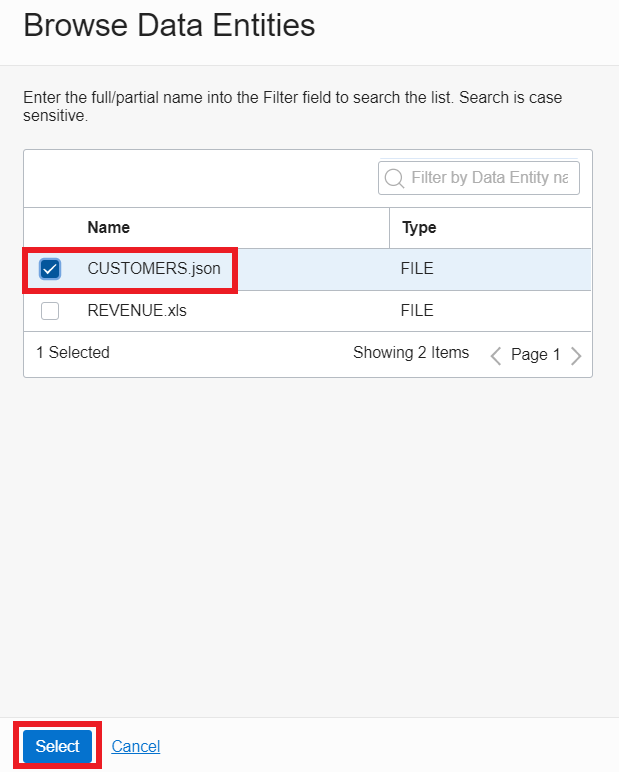 Browse Data Entities
Enter the full/partial name into the Filter field to search the list. Search is case
sensitive.
Filter by Data Entity na
Name Type
CUSTOMERS.json FILE
REVENUE.xls FILE
1 Selected Showing 2 Items Page 1
Select Cancel